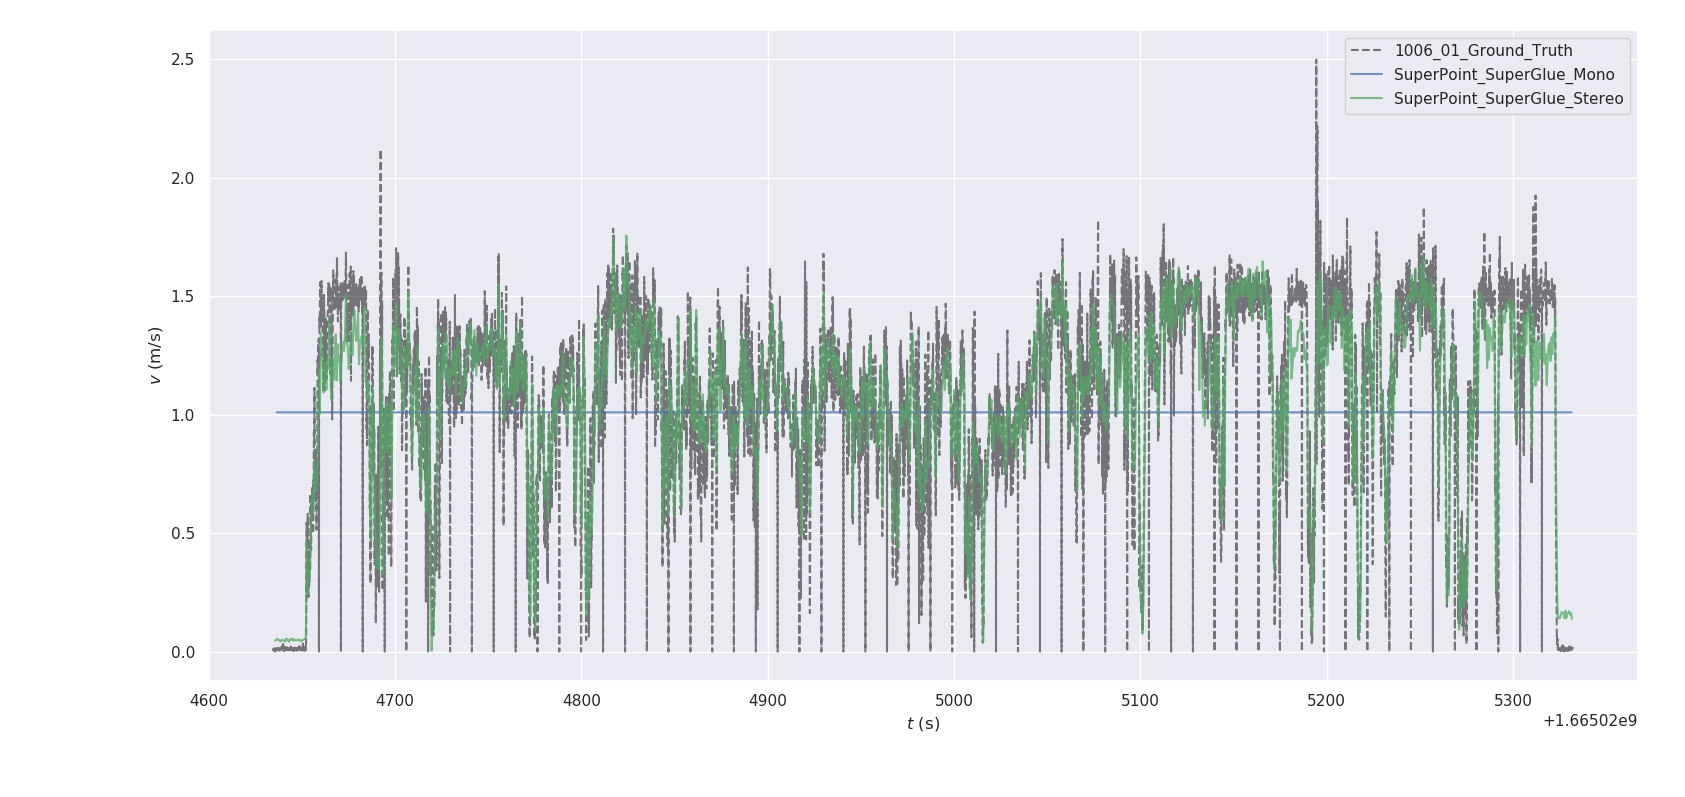 1006_01_Ground_Truth
SuperPoint_SuperGlue_Mono
SuperPoint_SuperGlue_Stereo
2.5
2.0
1.5
1.0
0.5
0.0
v (m/s)
4600 4700 4800 4900 5000 5100 5200 5300
t (s)
+1.66502e9